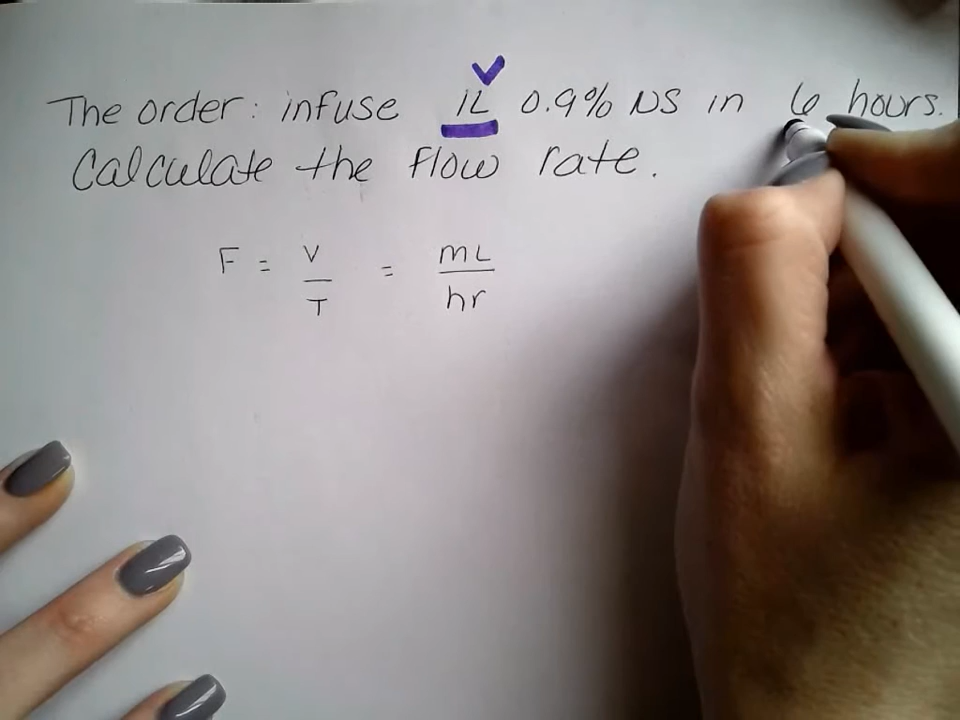 The order: infuse 1L 0.9% NS in 6 hours.
Calculate the flow rate.
F = V/T = mL/hr